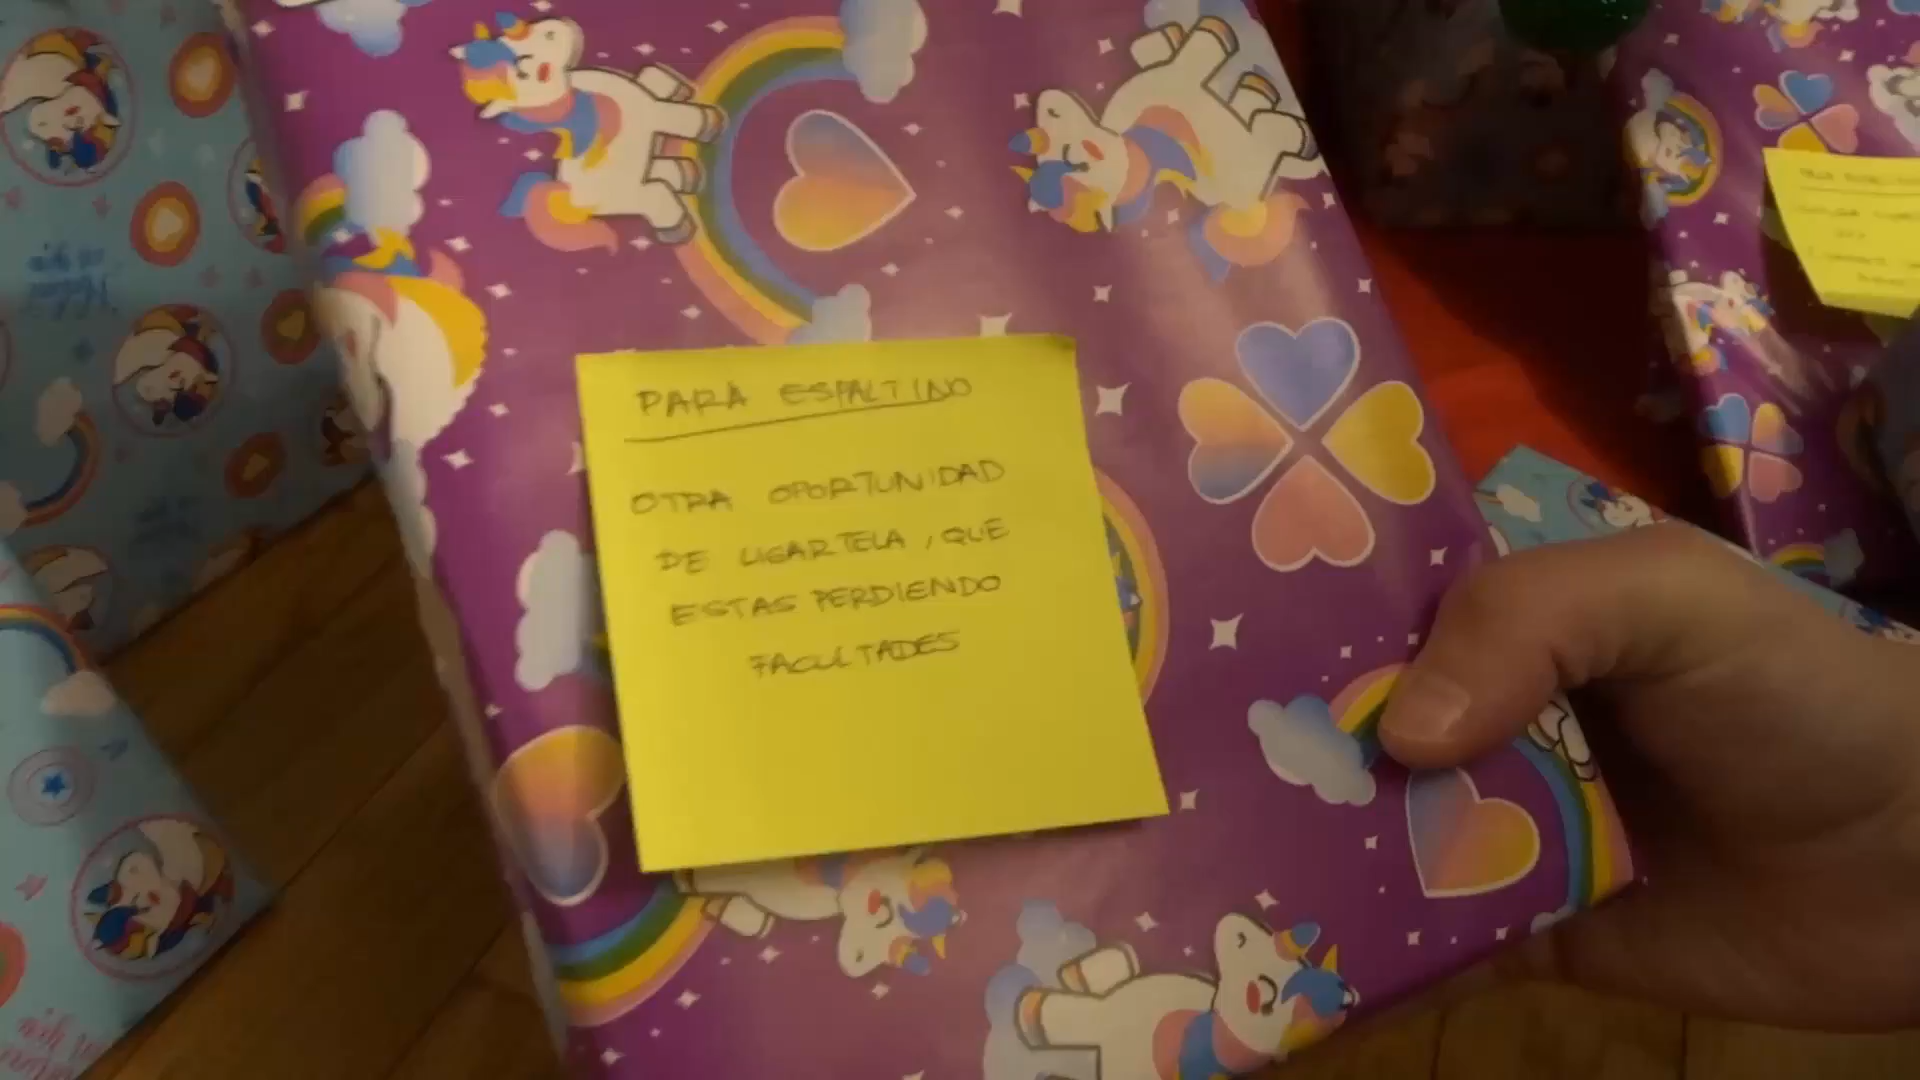 PARA ESPALTINO
OTRA OPORTUNIDAD
DE LIGARTELA, QUE
ESTAS PERDIENDO
FACULTADES